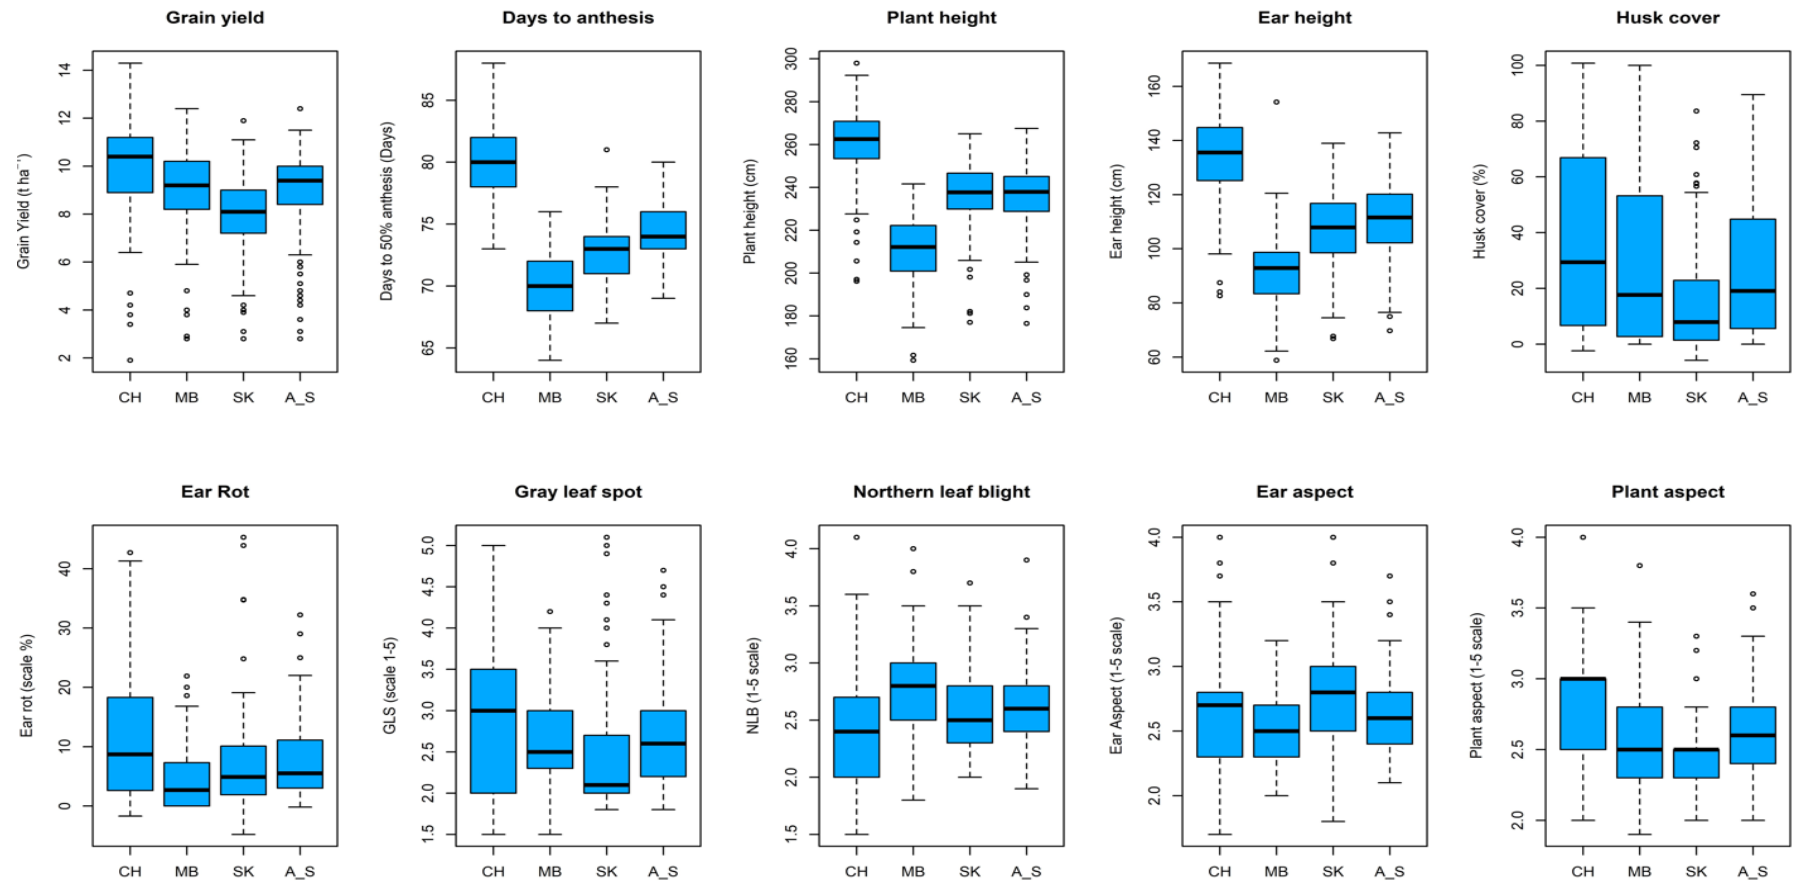 Grain yield
Grain Yield (t ha⁻¹)
14
12
10
8
6
4
2
CH MB SK A_S
Days to anthesis
Days to 50% anthesis (Days)
85
80
75
70
65
CH MB SK A_S
Plant height
Plant height (cm)
300
280
260
240
220
200
180
160
CH MB SK A_S
Ear height
Ear height (cm)
160
140
120
100
80
60
CH MB SK A_S
Husk cover
Husk cover (%)
100
80
60
40
20
0
CH MB SK A_S
Ear Rot
Ear rot (scale %)
40
30
20
10
0
CH MB SK A_S
Gray leaf spot
GLS (scale 1-5)
5.0
4.5
4.0
3.5
3.0
2.5
2.0
1.5
CH MB SK A_S
Northern leaf blight
NLB (1-5 scale)
4.0
3.5
3.0
2.5
2.0
1.5
CH MB SK A_S
Ear aspect
Ear Aspect (1-5 scale)
4.0
3.5
3.0
2.5
2.0
CH MB SK A_S
Plant aspect
Plant aspect (1-5 scale)
4.0
3.5
3.0
2.5
2.0
CH MB SK A_S